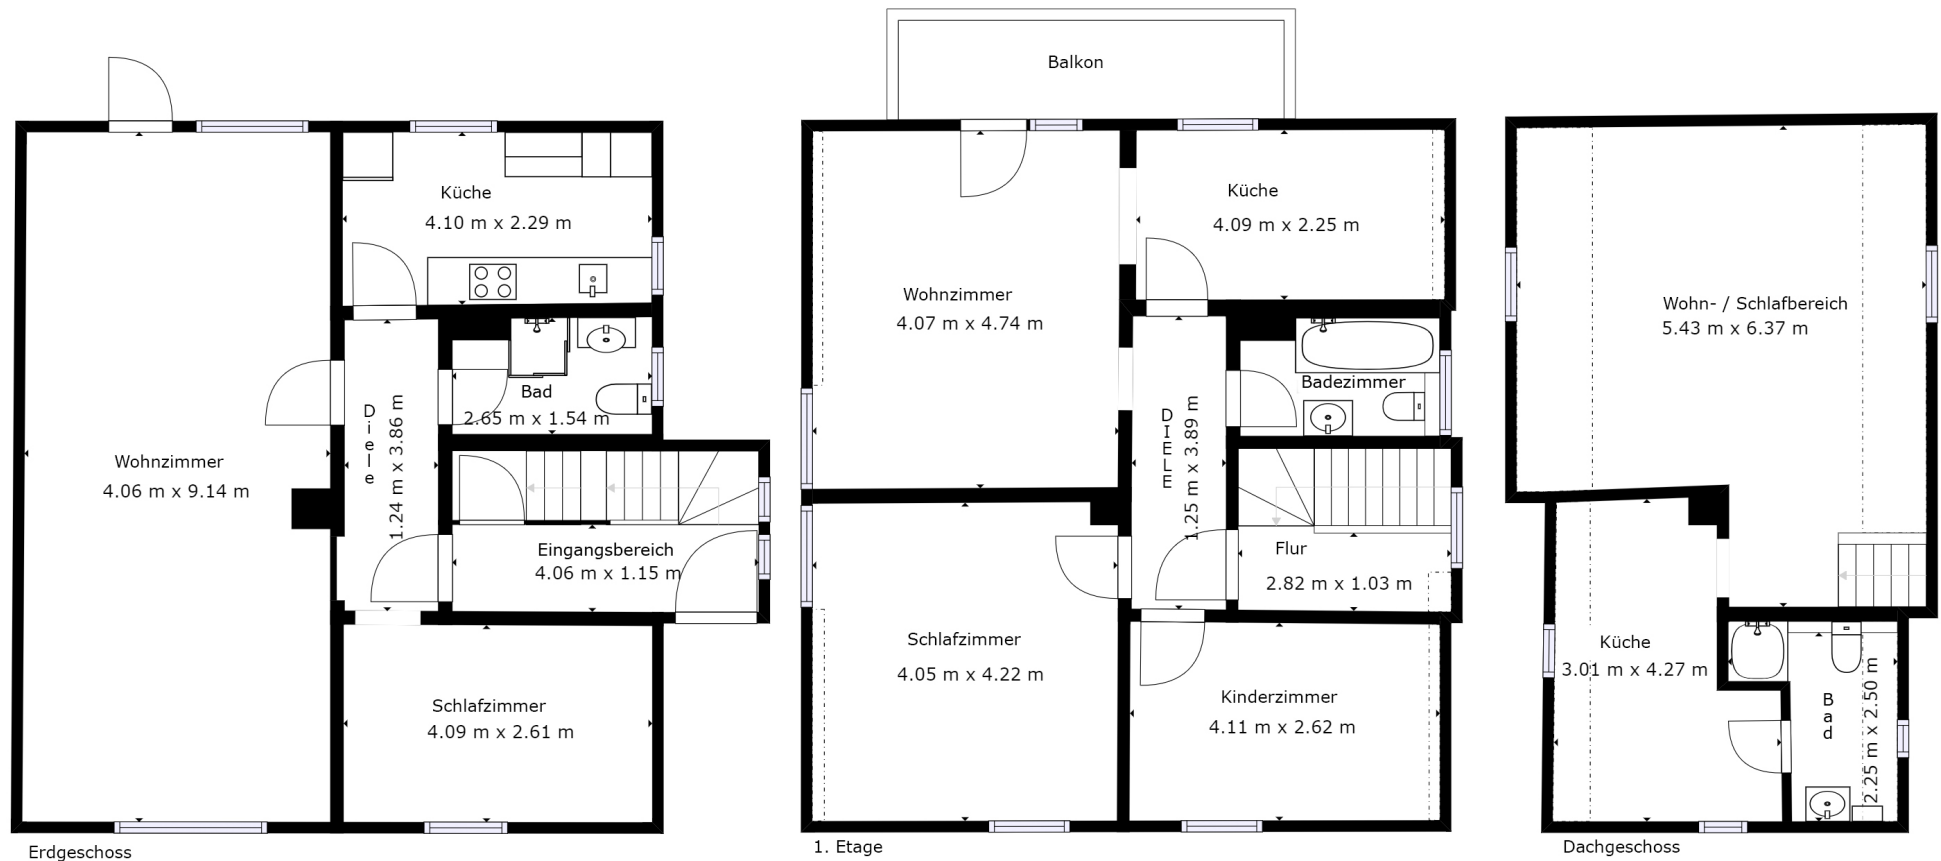 Küche
4.10 m x 2.29 m
Bad
2.65 m x 1.54 m
Diele
1.24 m x 3.86 m
Wohnzimmer
4.06 m x 9.14 m
Eingangsbereich
4.06 m x 1.15 m
Schlafzimmer
4.09 m x 2.61 m
Erdgeschoss
Balkon
Küche
4.09 m x 2.25 m
Wohnzimmer
4.07 m x 4.74 m
Badezimmer
DIELE
1.25 m x 3.89 m
Flur
2.82 m x 1.03 m
Schlafzimmer
4.05 m x 4.22 m
Kinderzimmer
4.11 m x 2.62 m
1. Etage
Wohn- / Schlafbereich
5.43 m x 6.37 m
Küche
3.01 m x 4.27 m
Bad
2.25 m x 2.50 m
Dachgeschoss